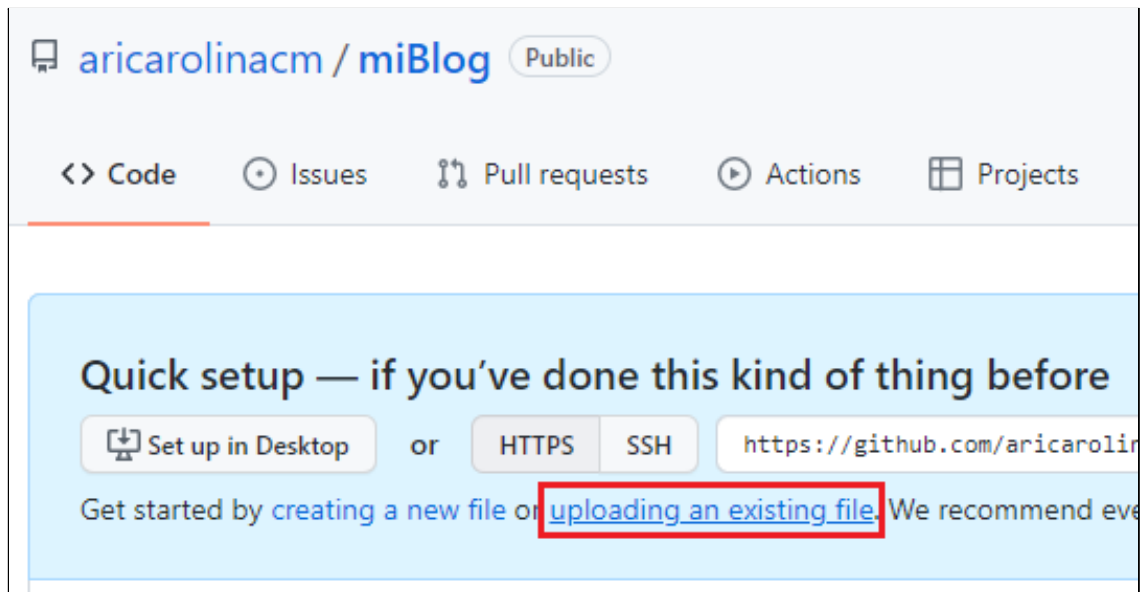 aricarolinacm / miBlog Public
Code Issues Pull requests Actions Projects
Quick setup — if you've done this kind of thing before
Set up in Desktop or HTTPS SSH https://github.com/aricarolin
Get started by creating a new file or uploading an existing file. We recommend eve